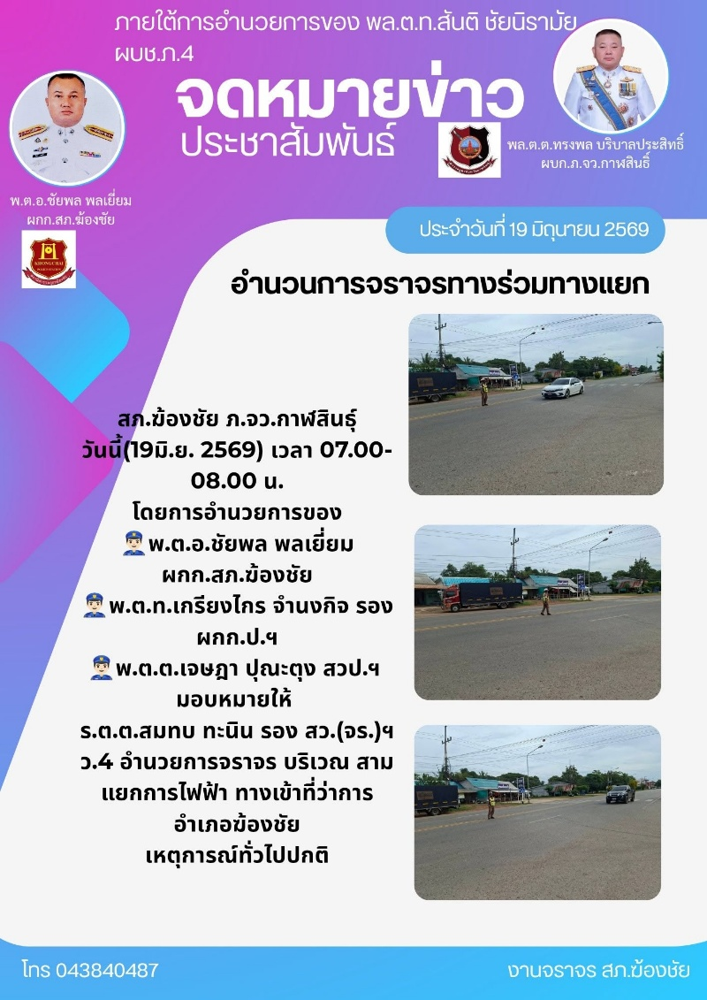 ภายใต้การอำนวยการของ พล.ต.ท.สันติ ชัยนิรามัย
ผบช.ภ.4
จดหมายข่าว
ประชาสัมพันธ์
พล.ต.ต.ทรงพล บริบาลประสิทธิ์
ผบก.ภ.จว.กาฬสินธุ์
พ.ต.อ.ชัยพล พลเยี่ยม
ผกก.สภ.ฆ้องชัย
KHONGCHAI
ประจำวันที่ 19 มิถุนายน 2569
อำนวนการจราจรทางร่วมทางแยก
สภ.ฆ้องชัย ภ.จว.กาฬสินธุ์
วันนี้(19มิ.ย. 2569) เวลา 07.00-
08.00 น.
โดยการอำนวยการของ
👮🏻‍♂️พ.ต.อ.ชัยพล พลเยี่ยม
ผกก.สภ.ฆ้องชัย
👮🏻‍♂️พ.ต.ท.เกรียงไกร จำนงกิจ รอง
ผกก.ป.ฯ
👮🏻‍♂️พ.ต.ต.เจษฎา ปุณะตุง สวป.ฯ
มอบหมายให้
ร.ต.ต.สมทบ ทะนิน รอง สว.(จร.)ฯ
ว.4 อำนวยการจราจร บริเวณ สาม
แยกการไฟฟ้า ทางเข้าที่ว่าการ
อำเภอฆ้องชัย
เหตุการณ์ทั่วไปปกติ
โทร 043840487
งานจราจร สภ.ฆ้องชัย